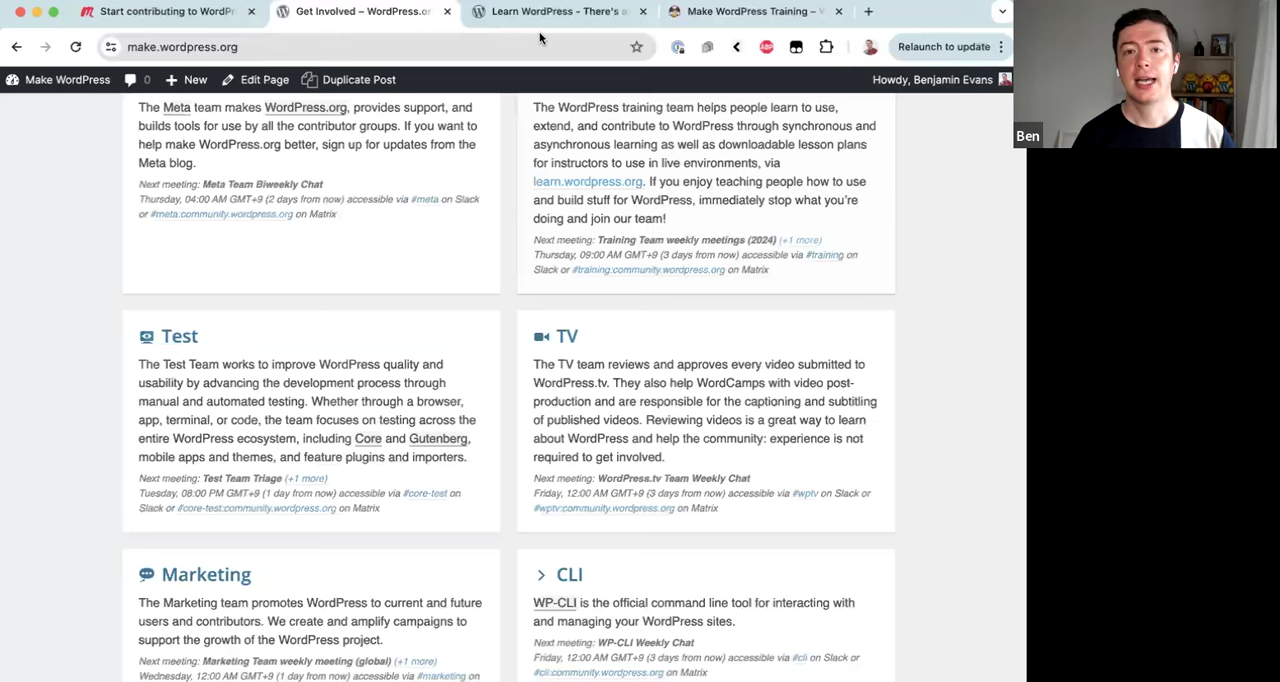 Start contributing to WordPr
Get Involved – WordPress.or
Learn WordPress - There's a
Make WordPress Training –
make.wordpress.org
ABP
Relaunch to update
Make WordPress
0
New
Edit Page
Duplicate Post
Howdy, Benjamin Evans
Ben
The Meta team makes WordPress.org, provides support, and
builds tools for use by all the contributor groups. If you want to
help make WordPress.org better, sign up for updates from the
Meta blog.
Next meeting: Meta Team Biweekly Chat
Thursday, 04:00 AM GMT+9 (2 days from now) accessible via #meta on Slack
or #meta:community.wordpress.org on Matrix
The WordPress training team helps people learn to use,
extend, and contribute to WordPress through synchronous and
asynchronous learning as well as downloadable lesson plans
for instructors to use in live environments, via
learn.wordpress.org. If you enjoy teaching people how to use
and build stuff for WordPress, immediately stop what you're
doing and join our team!
Next meeting: Training Team weekly meetings (2024) (+1 more)
Thursday, 09:00 AM GMT+9 (3 days from now) accessible via #training on
Slack or #training:community.wordpress.org on Matrix
Test
The Test Team works to improve WordPress quality and
usability by advancing the development process through
manual and automated testing. Whether through a browser,
app, terminal, or code, the team focuses on testing across the
entire WordPress ecosystem, including Core and Gutenberg,
mobile apps and themes, and feature plugins and importers.
Next meeting: Test Team Triage (+1 more)
Tuesday, 08:00 PM GMT+9 (1 day from now) accessible via #core-test on
Slack or #core-test:community.wordpress.org on Matrix
TV
The TV team reviews and approves every video submitted to
WordPress.tv. They also help WordCamps with video post-
production and are responsible for the captioning and subtitling
of published videos. Reviewing videos is a great way to learn
about WordPress and help the community: experience is not
required to get involved.
Next meeting: WordPress.tv Team Weekly Chat
Friday, 12:00 AM GMT+9 (3 days from now) accessible via #wptv on Slack or
#wptv:community.wordpress.org on Matrix
Marketing
The Marketing team promotes WordPress to current and future
users and contributors. We create and amplify campaigns to
support the growth of the WordPress project.
Next meeting: Marketing Team weekly meeting (global) (+1 more)
Wednesday, 12:00 AM GMT+9 (1 day from now) accessible via #marketing on
CLI
WP-CLI is the official command line tool for interacting with
and managing your WordPress sites.
Next meeting: WP-CLI Weekly Chat
Friday, 12:00 AM GMT+9 (3 days from now) accessible via #cli on Slack or
#cli:community.wordpress.org on Matrix